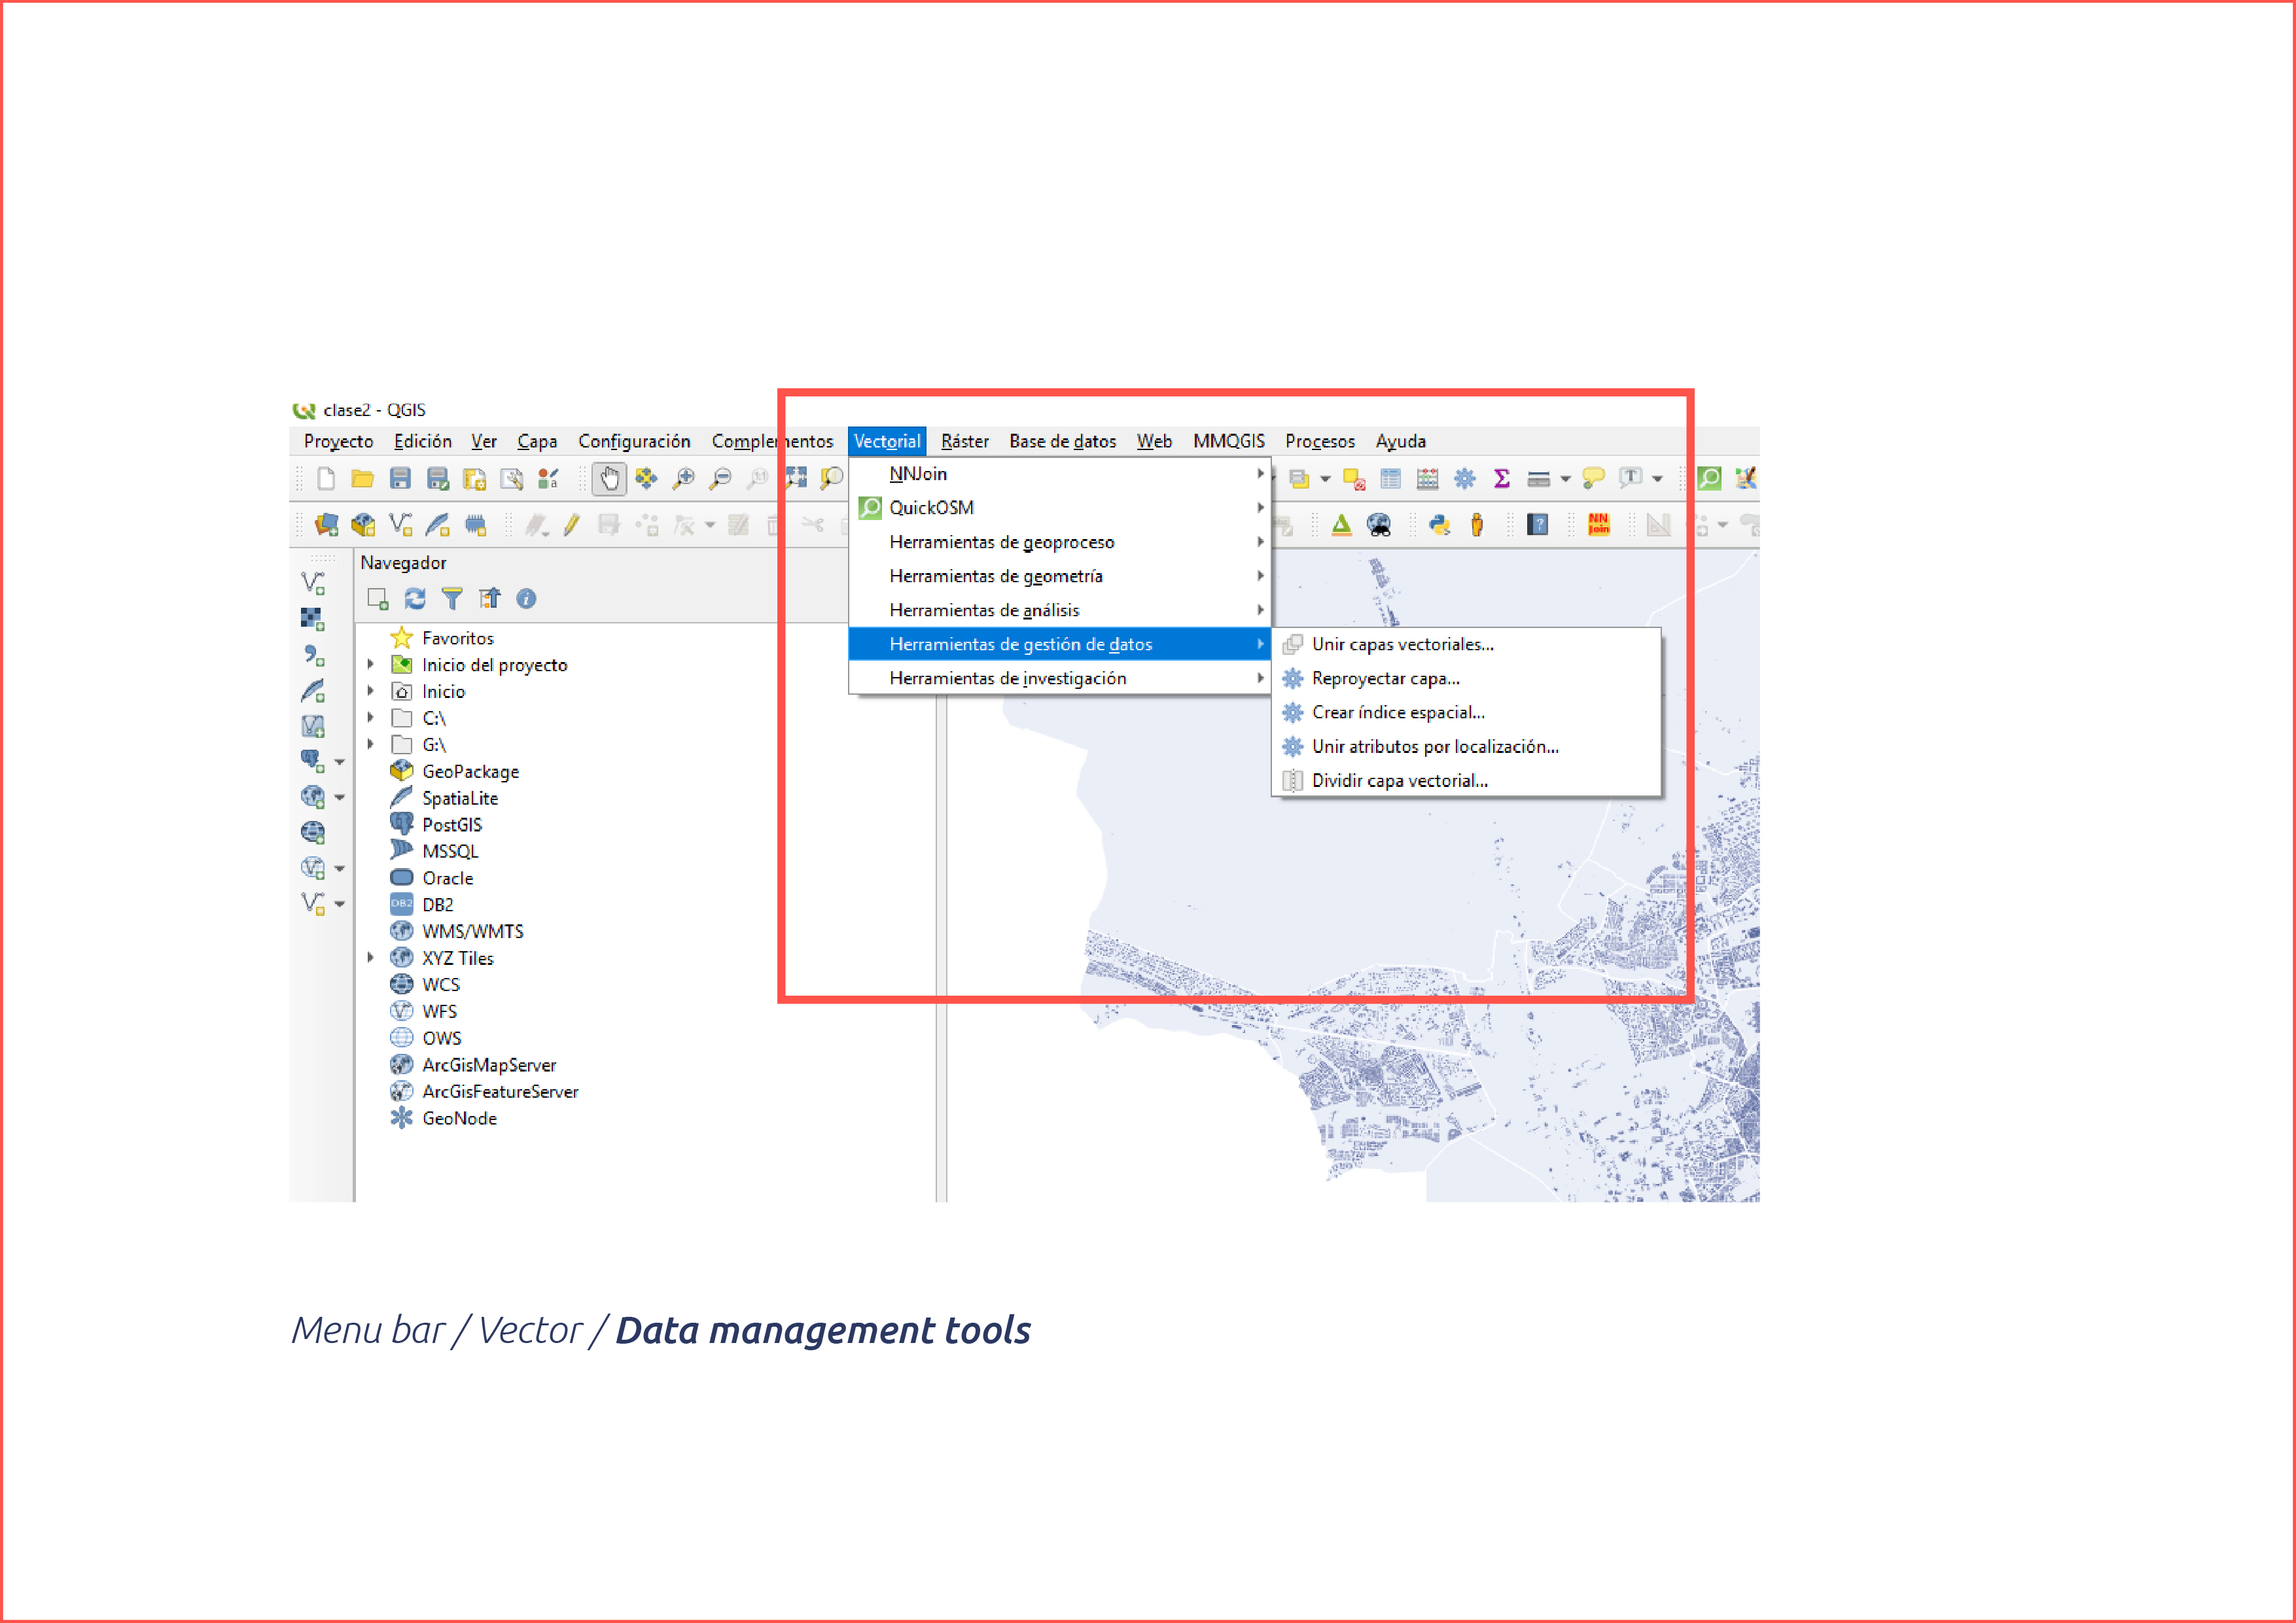 clase2 - QGIS
Proyecto Edición Ver Capa Configuración Complementos Vectorial Ráster Base de datos Web MMQGIS Procesos Ayuda
NNJoin
QuickOSM
Herramientas de geoproceso
Herramientas de geometría
Herramientas de análisis
Herramientas de gestión de datos
Herramientas de investigación
Unir capas vectoriales...
Reproyectar capa...
Crear índice espacial...
Unir atributos por localización...
Dividir capa vectorial...
NN
Join
Navegador
Favoritos
Inicio del proyecto
Inicio
C:\
G:\
GeoPackage
SpatiaLite
PostGIS
MSSQL
Oracle
DB2 DB2
WMS/WMTS
XYZ Tiles
WCS
WFS
OWS
ArcGisMapServer
ArcGisFeatureServer
GeoNode
Menu bar / Vector / Data management tools